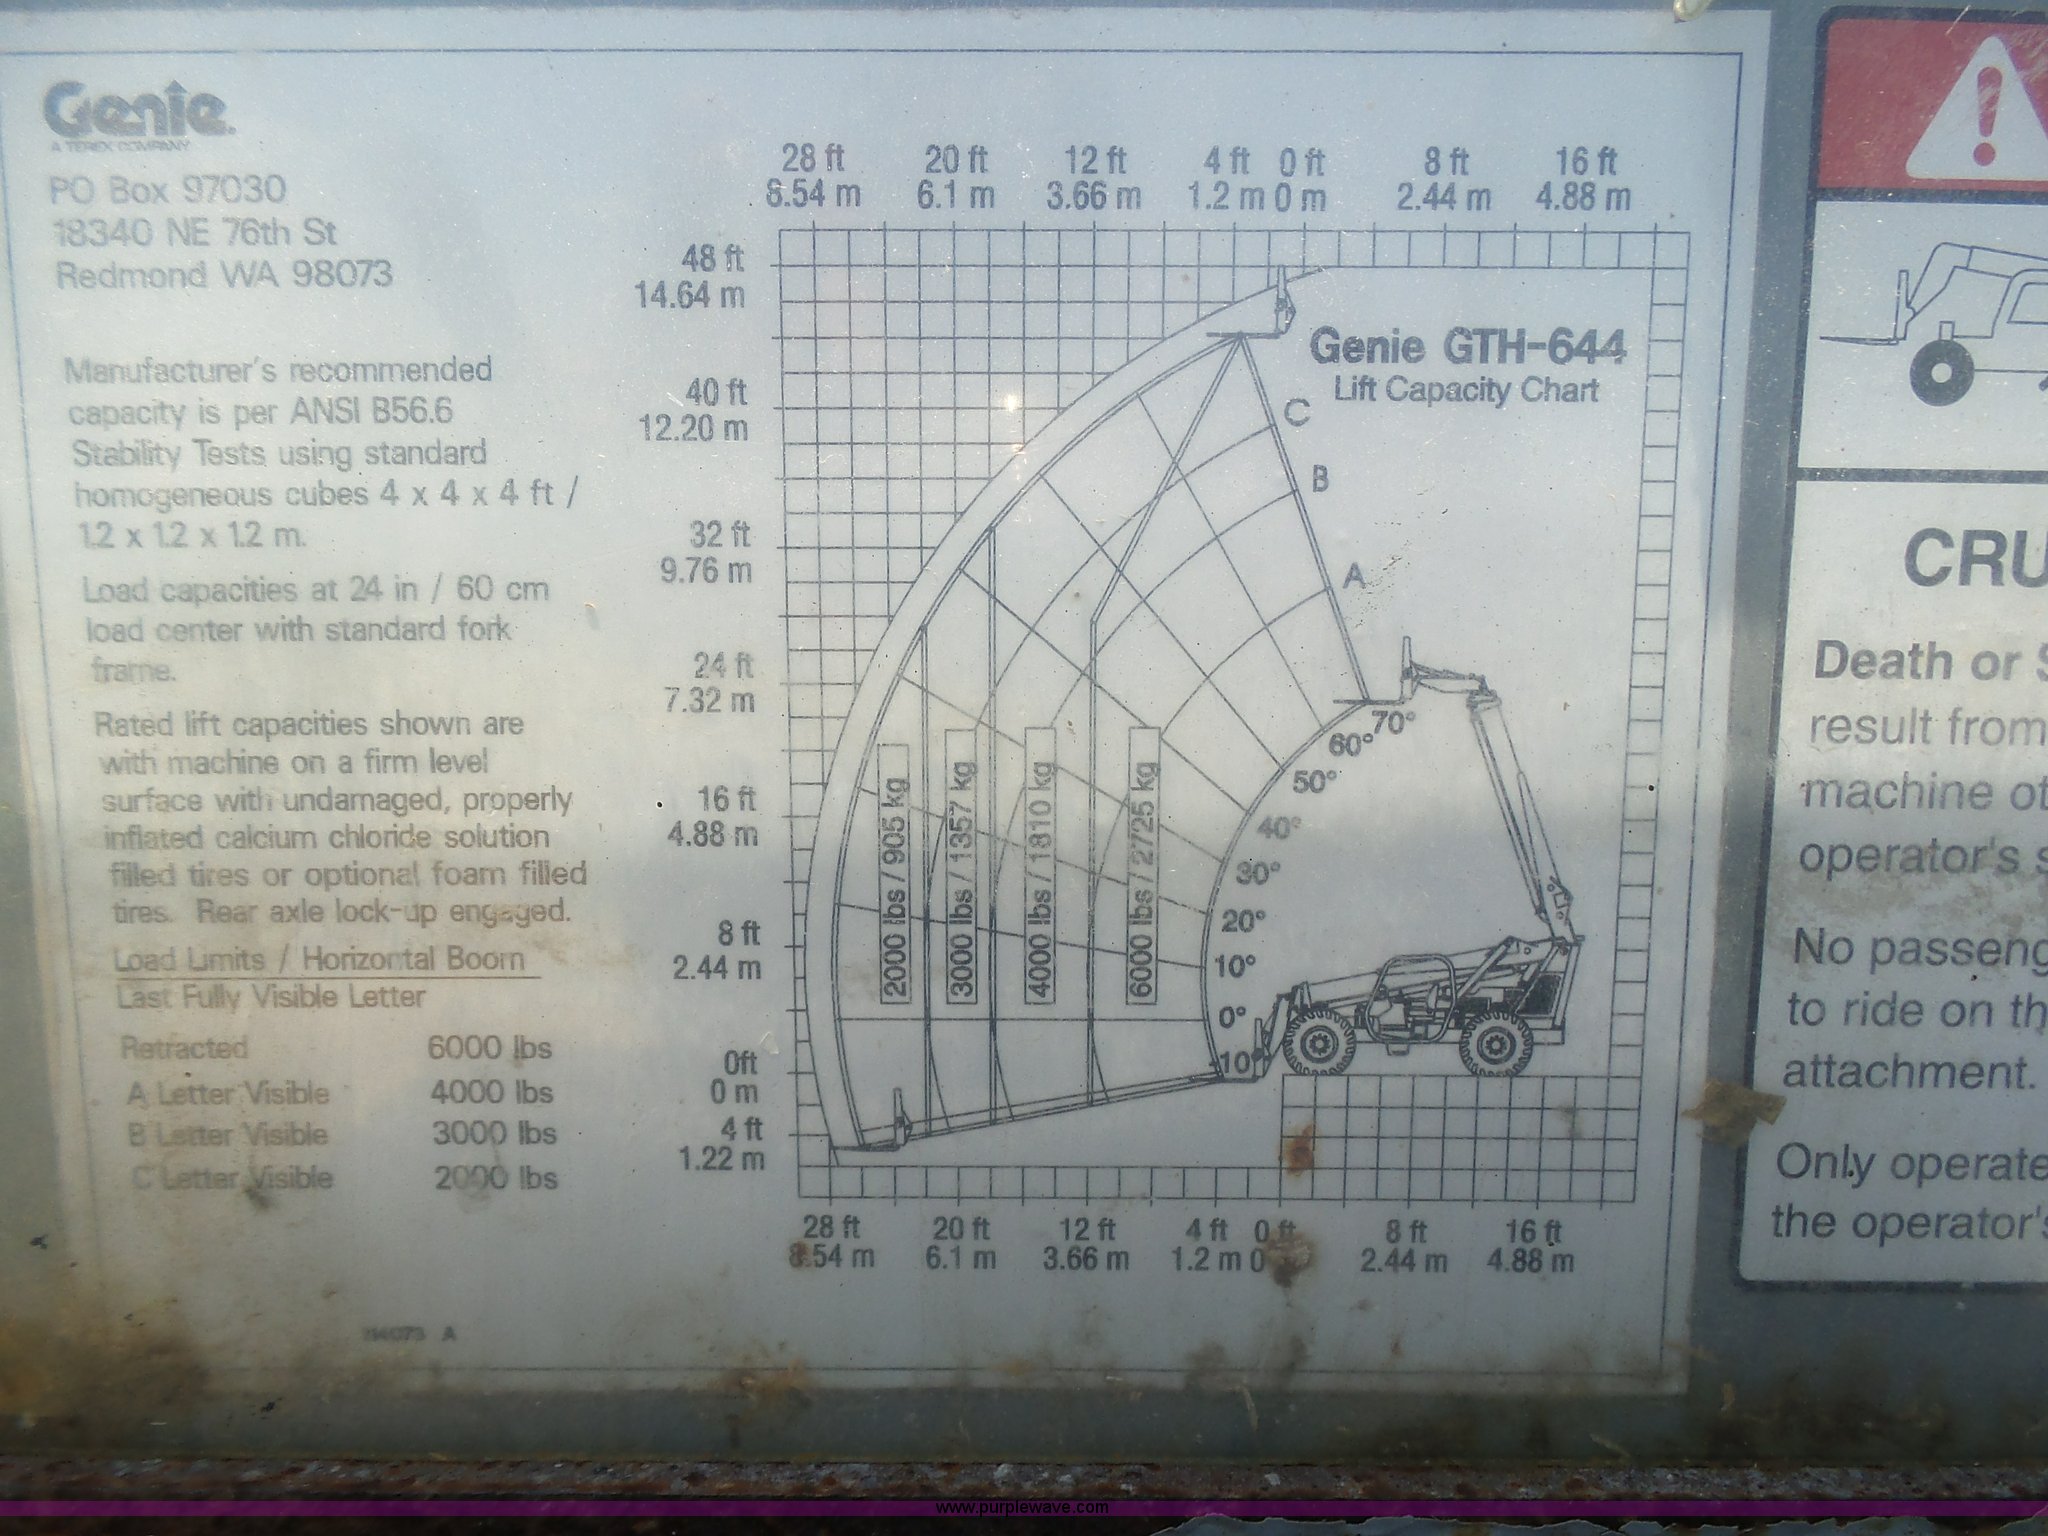 Genie.
A TEREX COMPANY
PO Box 97030
18340 NE 76th St
Redmond WA 98073
Manufacturer's recommended
capacity is per ANSI B56.6
Stability Tests using standard
homogeneous cubes 4 x 4 x 4 ft /
1.2 x 1.2 x 1.2 m.
Load capacities at 24 in / 60 cm
load center with standard fork
frame.
Rated lift capacities shown are
with machine on a firm level
surface with undamaged, properly
inflated calcium chloride solution
filled tires or optional foam filled
tires. Rear axle lock-up engaged.
Load Limits / Horizontal Boom
Last Fully Visible Letter
Retracted 6000 lbs
A Letter Visible 4000 lbs
B Letter Visible 3000 lbs
C Letter Visible 2000 lbs
A
28 ft 20 ft 12 ft 4 ft 0 ft 8 ft 16 ft
8.54 m 6.1 m 3.66 m 1.2 m 0 m 2.44 m 4.88 m
48 ft
14.64 m
40 ft
12.20 m
32 ft
9.76 m
24 ft
7.32 m
16 ft
4.88 m
8 ft
2.44 m
0ft
0 m
4 ft
1.22 m
Genie GTH-644
Lift Capacity Chart
C
B
A
70°
60°
50°
40°
30°
20°
10°
0°
-10°
2000 lbs / 905 kg
3000 lbs / 1357 kg
4000 lbs / 1810 kg
6000 lbs / 2725 kg
28 ft 20 ft 12 ft 4 ft 0 ft 8 ft 16 ft
8.54 m 6.1 m 3.66 m 1.2 m 0 2.44 m 4.88 m
CRU
Death or S
result from
machine ot
operator's s
No passeng
to ride on th
attachment.
Only operate
the operator's
www.purplewave.com